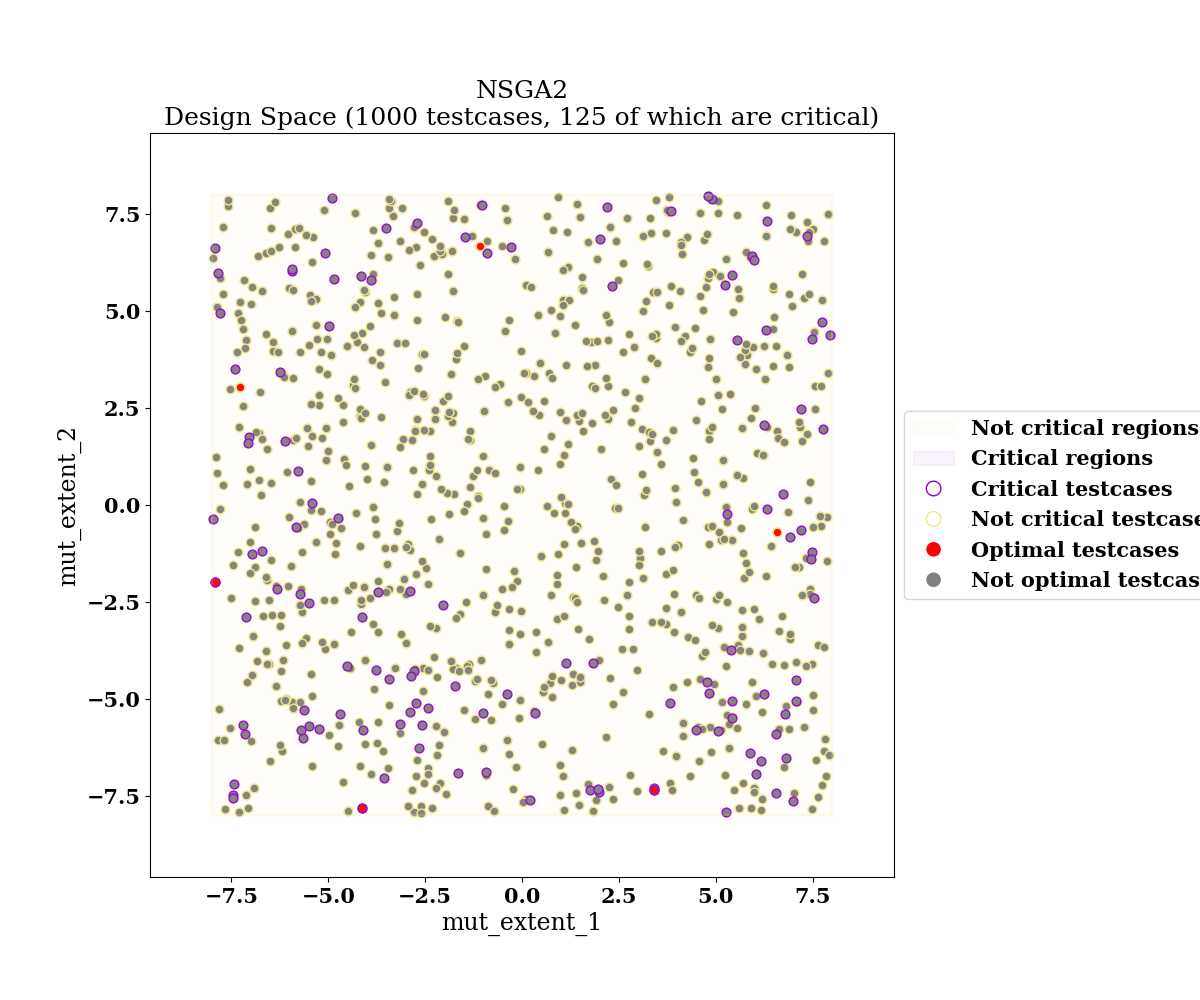 NSGA2
Design Space (1000 testcases, 125 of which are critical)
mut_extent_2
7.5
5.0
2.5
0.0
−2.5
−5.0
−7.5
−7.5 −5.0 −2.5 0.0 2.5 5.0 7.5
mut_extent_1
Not critical regions
Critical regions
Critical testcases
Not critical testcase
Optimal testcases
Not optimal testcas